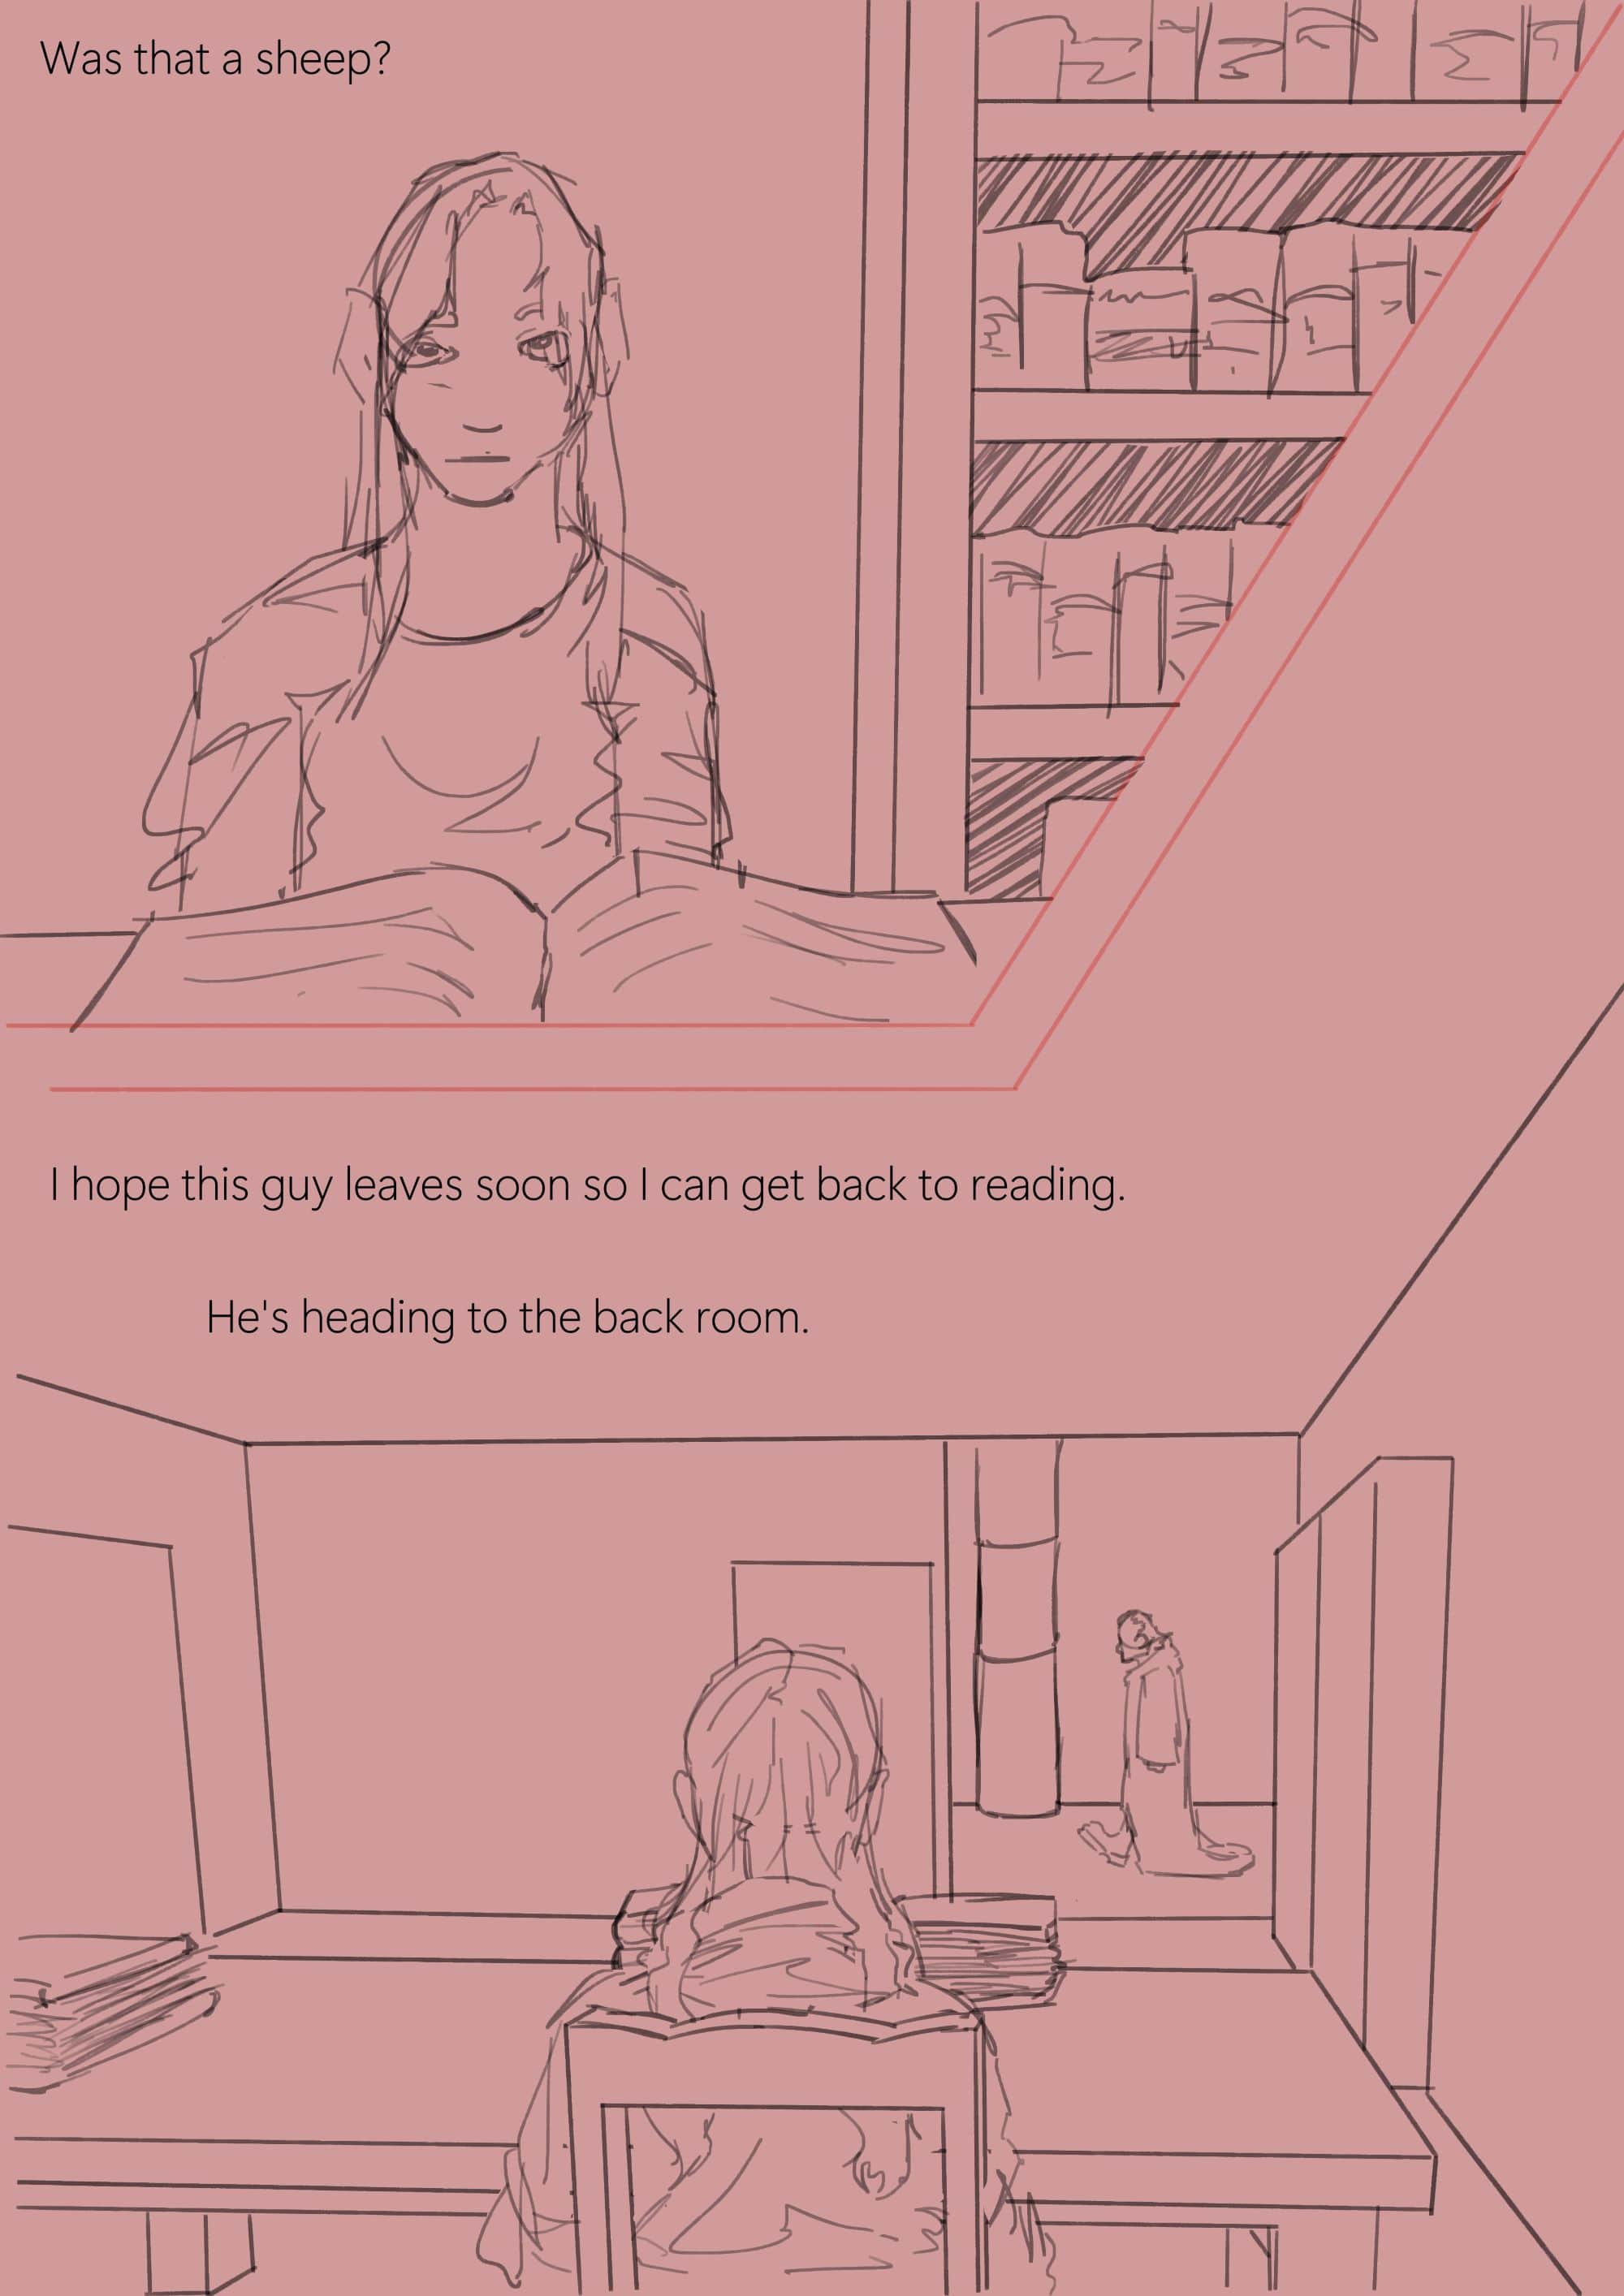 Was that a sheep?
I hope this guy leaves soon so I can get back to reading.
He's heading to the back room.